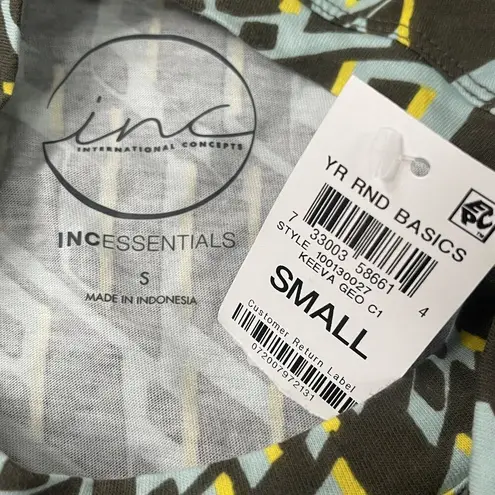 inc
INTERNATIONAL CONCEPTS
INCESSENTIALS
S
MADE IN INDONESIA
YR RND BASICS
7 33003 58661 4
STYLE 100130027 C1
KEEVA GEO
SMALL
Customer Return Label
072007972131